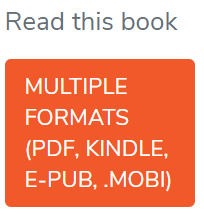 Read this book
MULTIPLE
FORMATS
(PDF, KINDLE,
E-PUB, .MOBI)